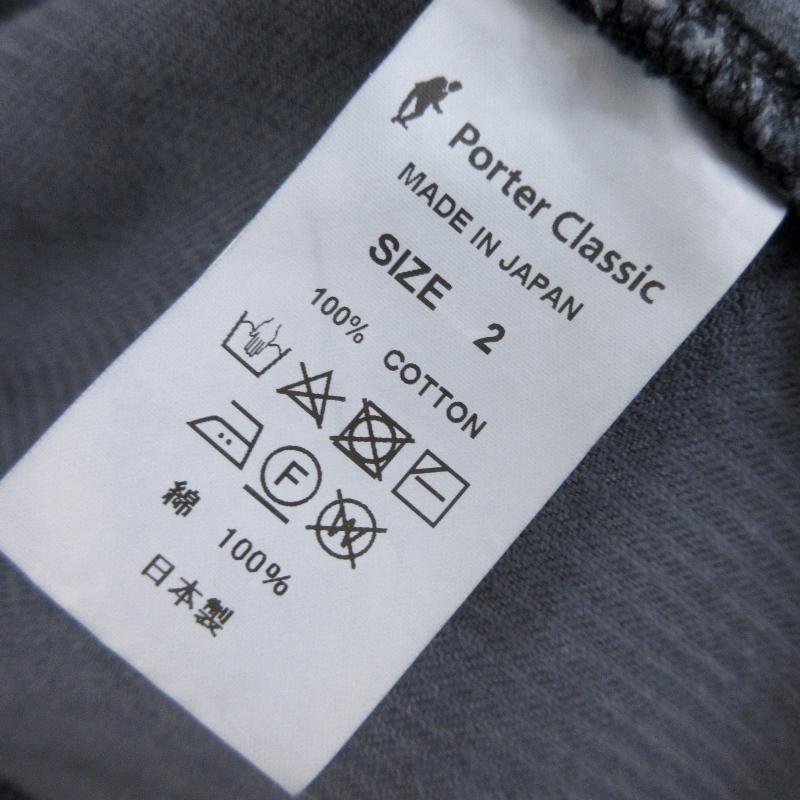 Porter Classic
MADE IN JAPAN
SIZE 2
100% COTTON
F
W
綿 100%
日本製